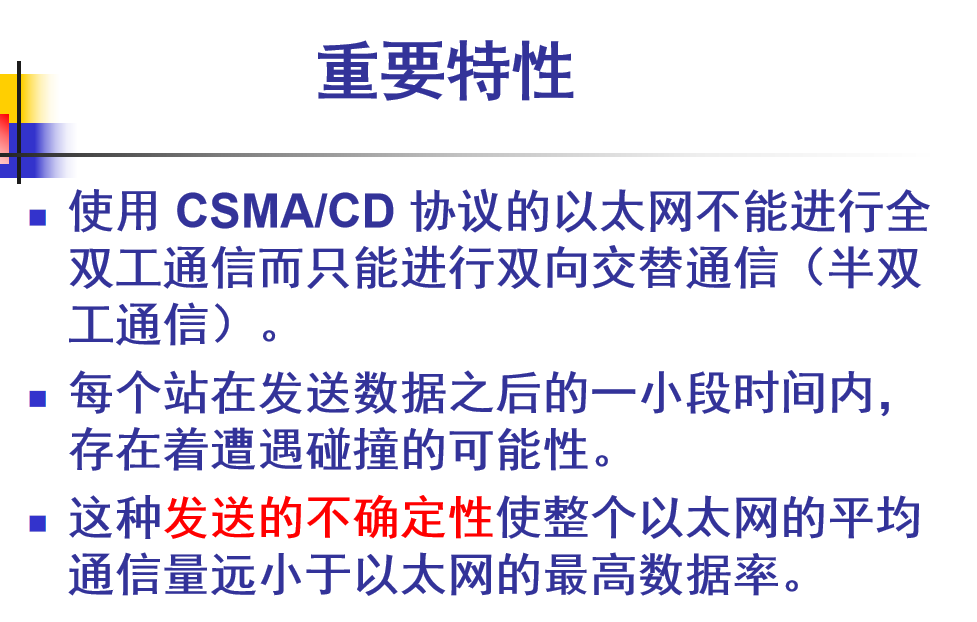 重要特性
使用 CSMA/CD 协议的以太网不能进行全
双工通信而只能进行双向交替通信（半双
工通信）。
每个站在发送数据之后的一小段时间内，
存在着遭遇碰撞的可能性。
这种发送的不确定性使整个以太网的平均
通信量远小于以太网的最高数据率。